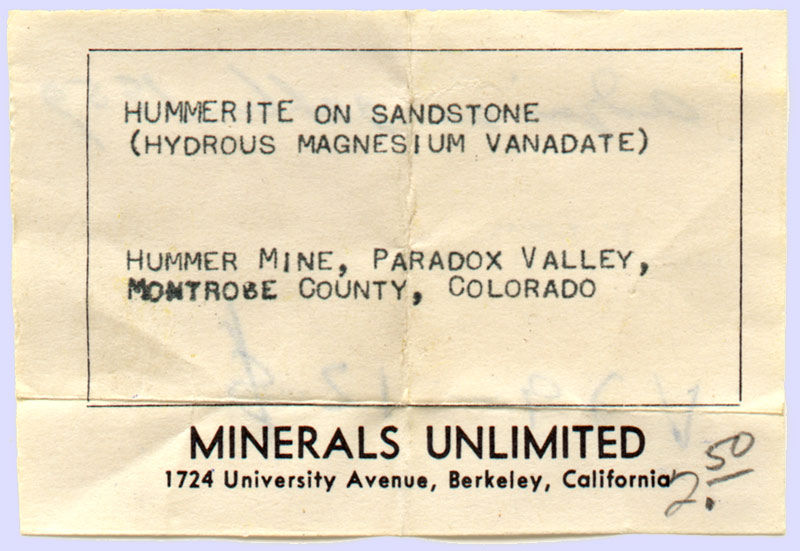 HUMMERITE ON SANDSTONE
(HYDROUS MAGNESIUM VANADATE)
HUMMER MINE, PARADOX VALLEY,
MONTROSE COUNTY, COLORADO
MINERALS UNLIMITED
1724 University Avenue, Berkeley, California
2.50